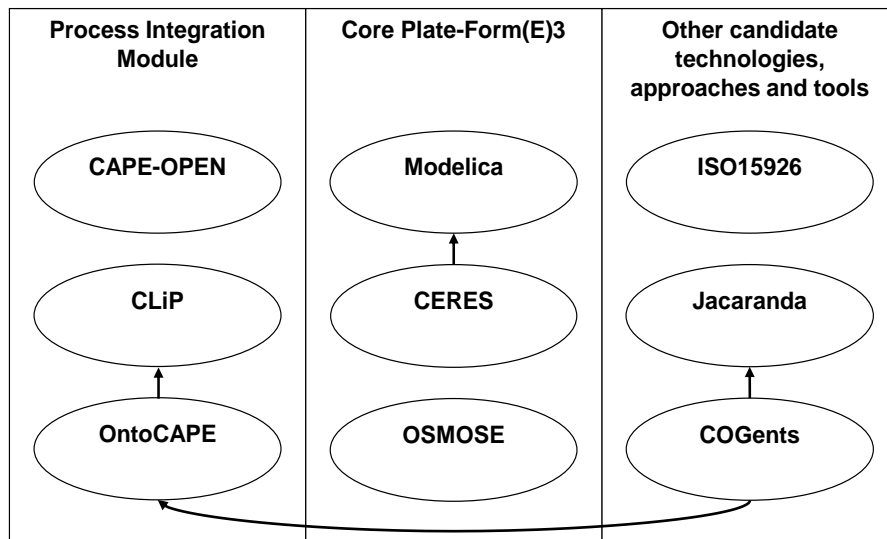 Process Integration
Module
CAPE-OPEN
CLiP
OntoCAPE
Core Plate-Form(E)3
Modelica
CERES
OSMOSE
Other candidate
technologies,
approaches and tools
ISO15926
Jacaranda
COGents